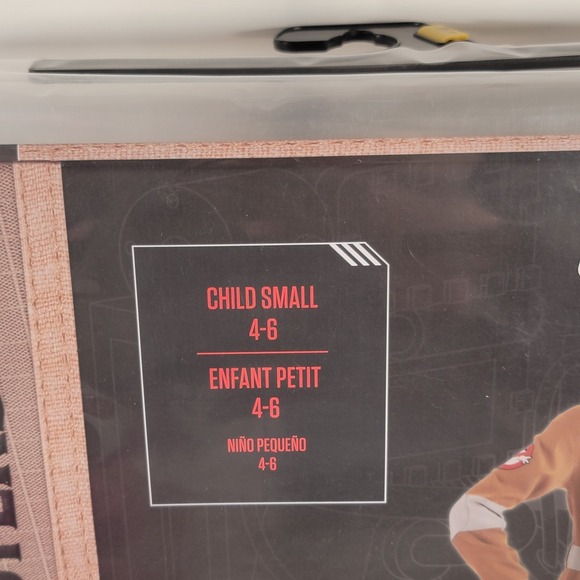 CHILD SMALL
4-6
ENFANT PETIT
4-6
NIÑO PEQUEÑO
4-6